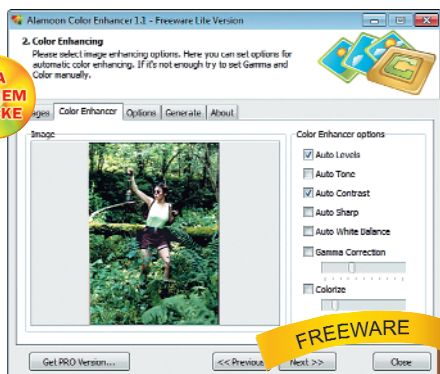 Alamoon Color Enhancer 1.1 - Freeware Lite Version
2. Color Enhancing
Please select image enhancing options. Here you can set options for
automatic color enhancing. If it's not enough try to set Gamma and
Color manually.
A
EM
KE
ages Color Enhancer Options Generate About
Image
Color Enhancer options
Auto Levels
Auto Tone
Auto Contrast
Auto Sharp
Auto White Balance
Gamma Correction
Colorize
FREEWARE
Get PRO Version...
<< Previous
Next >>
Close